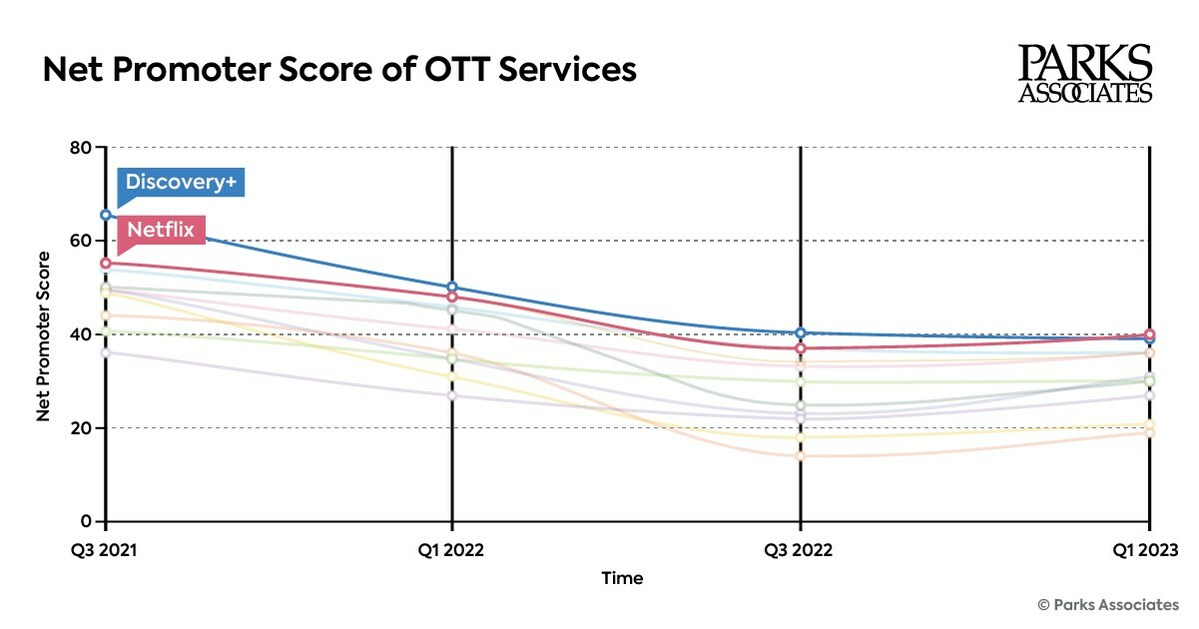 Net Promoter Score of OTT Services
PARKS
ASSOCIATES
80
Discovery+
Netflix
60
40
20
0
Net Promoter Score
Q3 2021
Q1 2022
Q3 2022
Q1 2023
Time
© Parks Associates